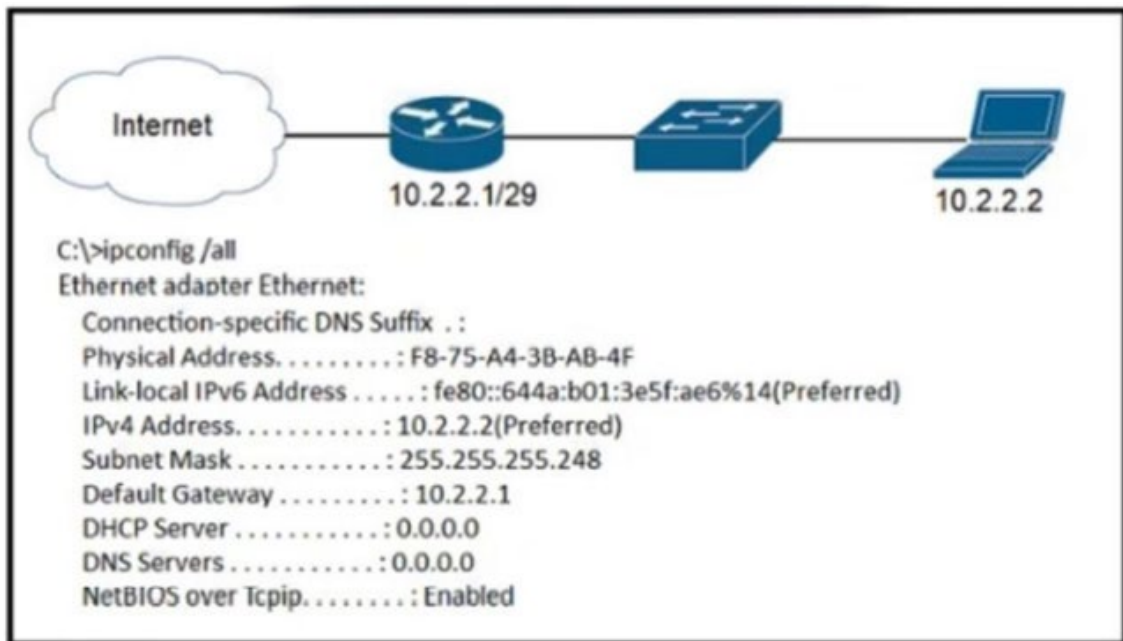 Internet
10.2.2.1/29
10.2.2.2
C:\>ipconfig /all
Ethernet adapter Ethernet:
Connection-specific DNS Suffix . :
Physical Address. . . . . . . . . : F8-75-A4-3B-AB-4F
Link-local IPv6 Address . . . . . : fe80::644a:b01:3e5f:ae6%14(Preferred)
IPv4 Address. . . . . . . . . . . : 10.2.2.2(Preferred)
Subnet Mask . . . . . . . . . . . : 255.255.255.248
Default Gateway . . . . . . . . . : 10.2.2.1
DHCP Server . . . . . . . . . . . : 0.0.0.0
DNS Servers . . . . . . . . . . . : 0.0.0.0
NetBIOS over Tcpip. . . . . . . . : Enabled